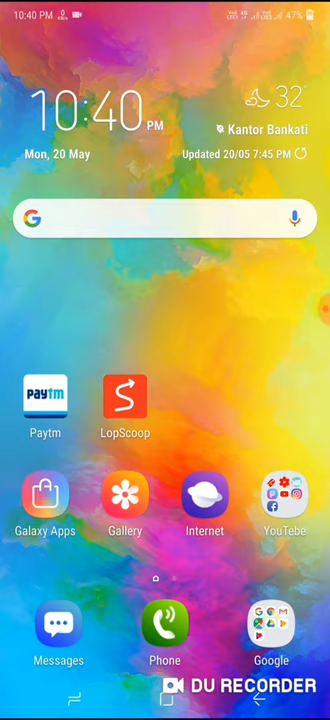 10:40 PM
47%
10:40 PM
32°
Kantor Bankati
Mon, 20 May
Updated 20/05 7:45 PM
paytm
Paytm
LopScoop
Galaxy Apps
Gallery
Internet
YouTebe
Messages
Phone
Google
DU RECORDER